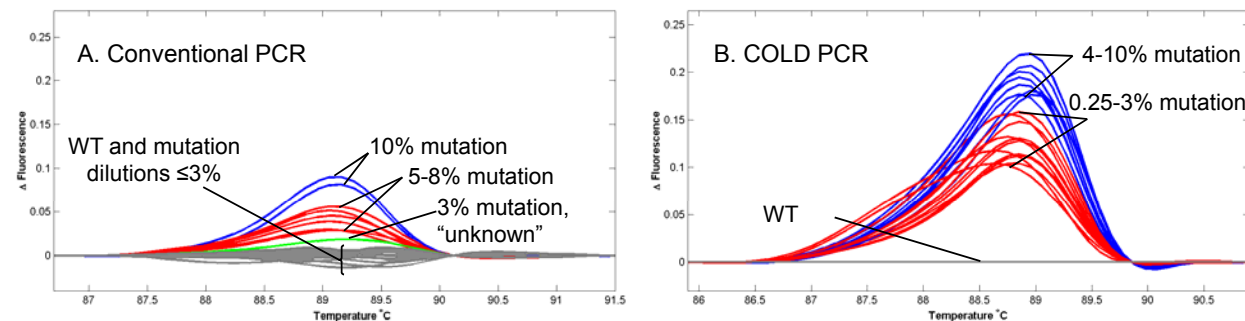 A. Conventional PCR
0.25
0.2
0.15
0.1
0.05
0
Δ Fluorescence
WT and mutation
dilutions ≤3%
10% mutation
5-8% mutation
3% mutation,
“unknown”
87
87.5
88
88.5
89
89.5
90
90.5
91
91.5
Temperature °C
B. COLD PCR
0.25
0.2
0.15
0.1
0.05
0
Δ Fluorescence
4-10% mutation
0.25-3% mutation
WT
86
86.5
87
87.5
88
88.5
89
89.5
90
90.5
Temperature °C